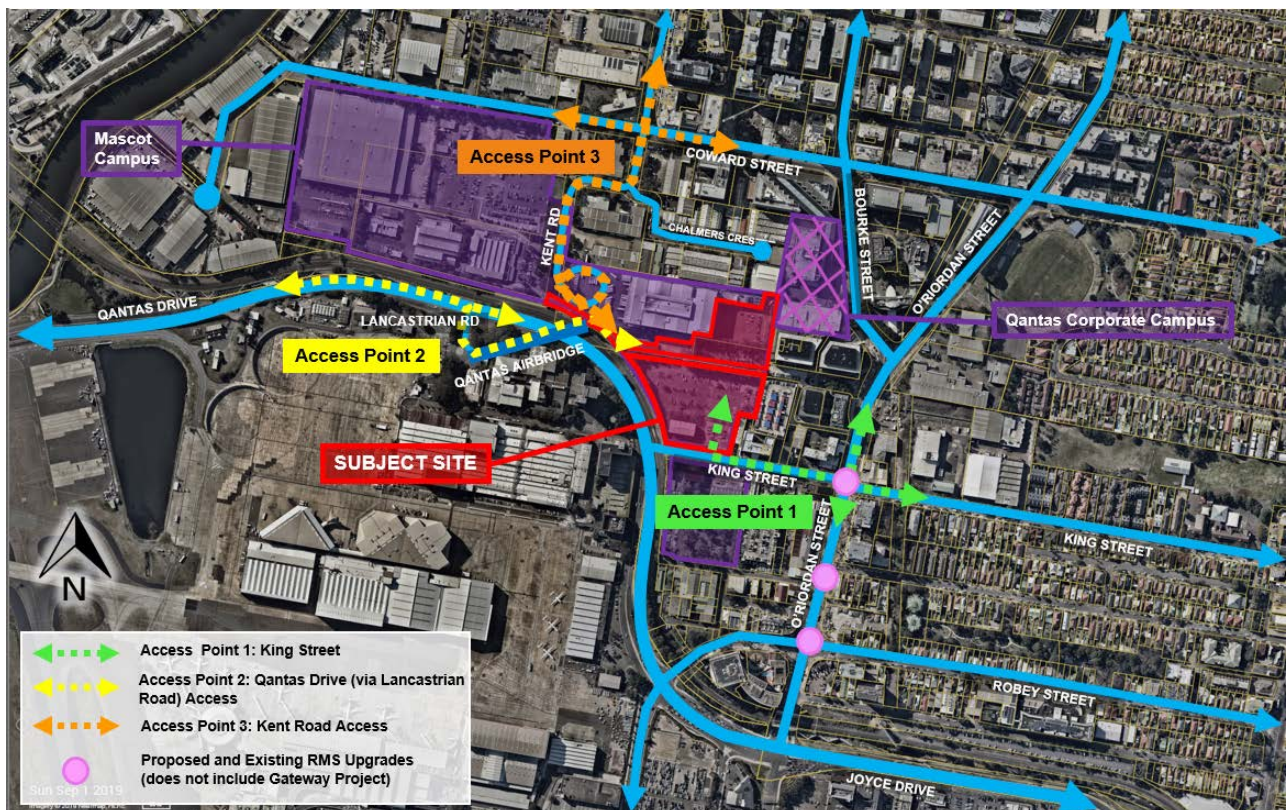 Mascot
Campus
Access Point 3
COWARD STREET
KENT RD
CHALMERS CRES
BOURKE STREET
O'RIORDAN STREET
QANTAS DRIVE
LANCASTRIAN RD
Qantas Corporate Campus
Access Point 2
QANTAS AIRBRIDGE
SUBJECT SITE
KING STREET
Access Point 1
O'RIORDAN STREET
KING STREET
N
ROBEY STREET
JOYCE DRIVE
Access Point 1: King Street
Access Point 2: Qantas Drive (via Lancastrian
Road) Access
Access Point 3: Kent Road Access
Proposed and Existing RMS Upgrades
(does not include Gateway Project)
Sun Sep 1 2019